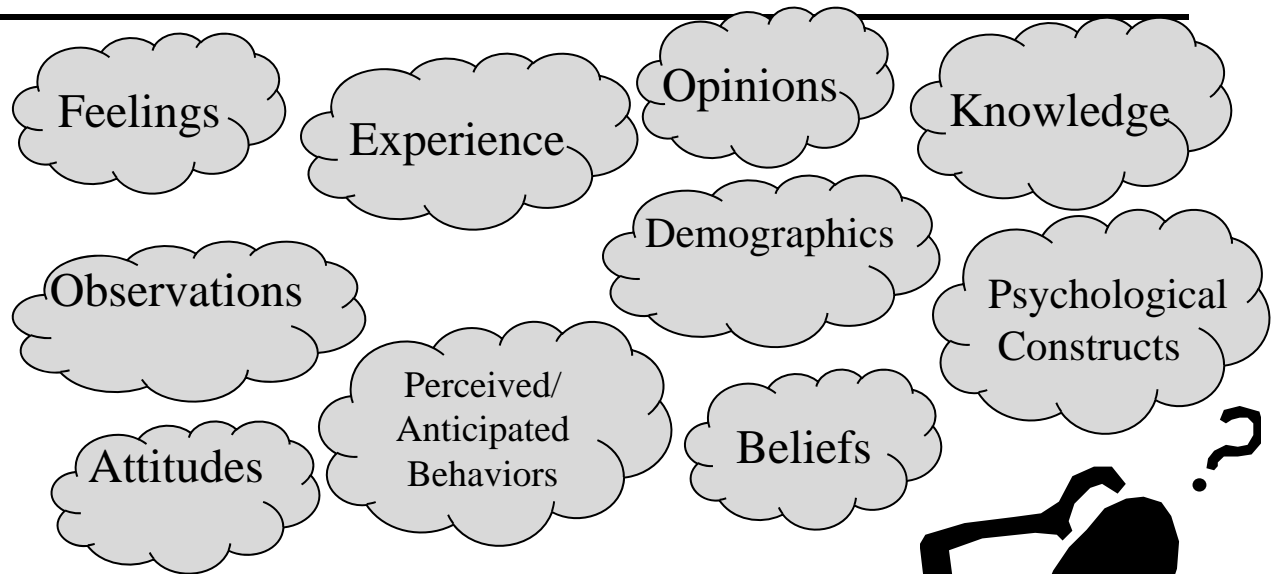 Feelings
Experience
Opinions
Knowledge
Observations
Demographics
Psychological
Constructs
Attitudes
Perceived/
Anticipated
Behaviors
Beliefs
?